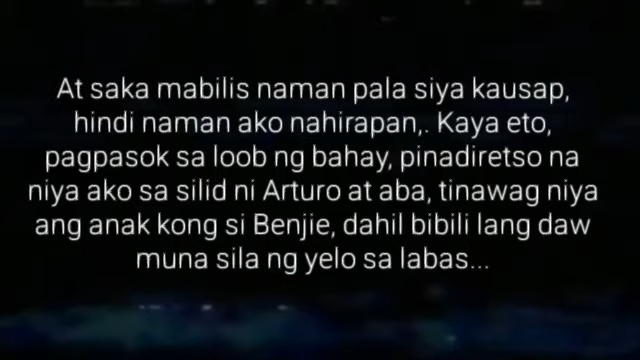 At saka mabilis naman pala siya kausap,
hindi naman ako nahirapan,. Kaya eto,
pagpasok sa loob ng bahay, pinadiretso na
niya ako sa silid ni Arturo at aba, tinawag niya
ang anak kong si Benjie, dahil bibili lang daw
muna sila ng yelo sa labas...